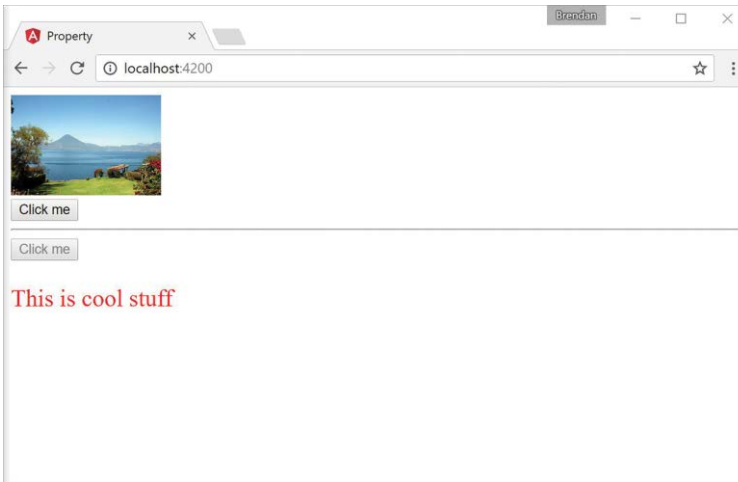 Brendan
Property
localhost:4200
Click me
Click me
This is cool stuff